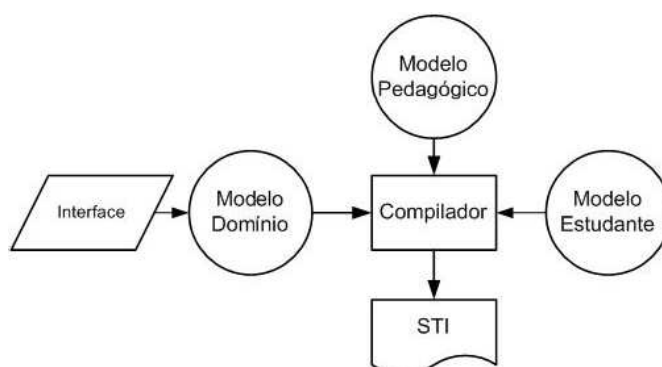 Modelo
Pedagógico
Interface
Modelo
Domínio
Compilador
Modelo
Estudante
STI